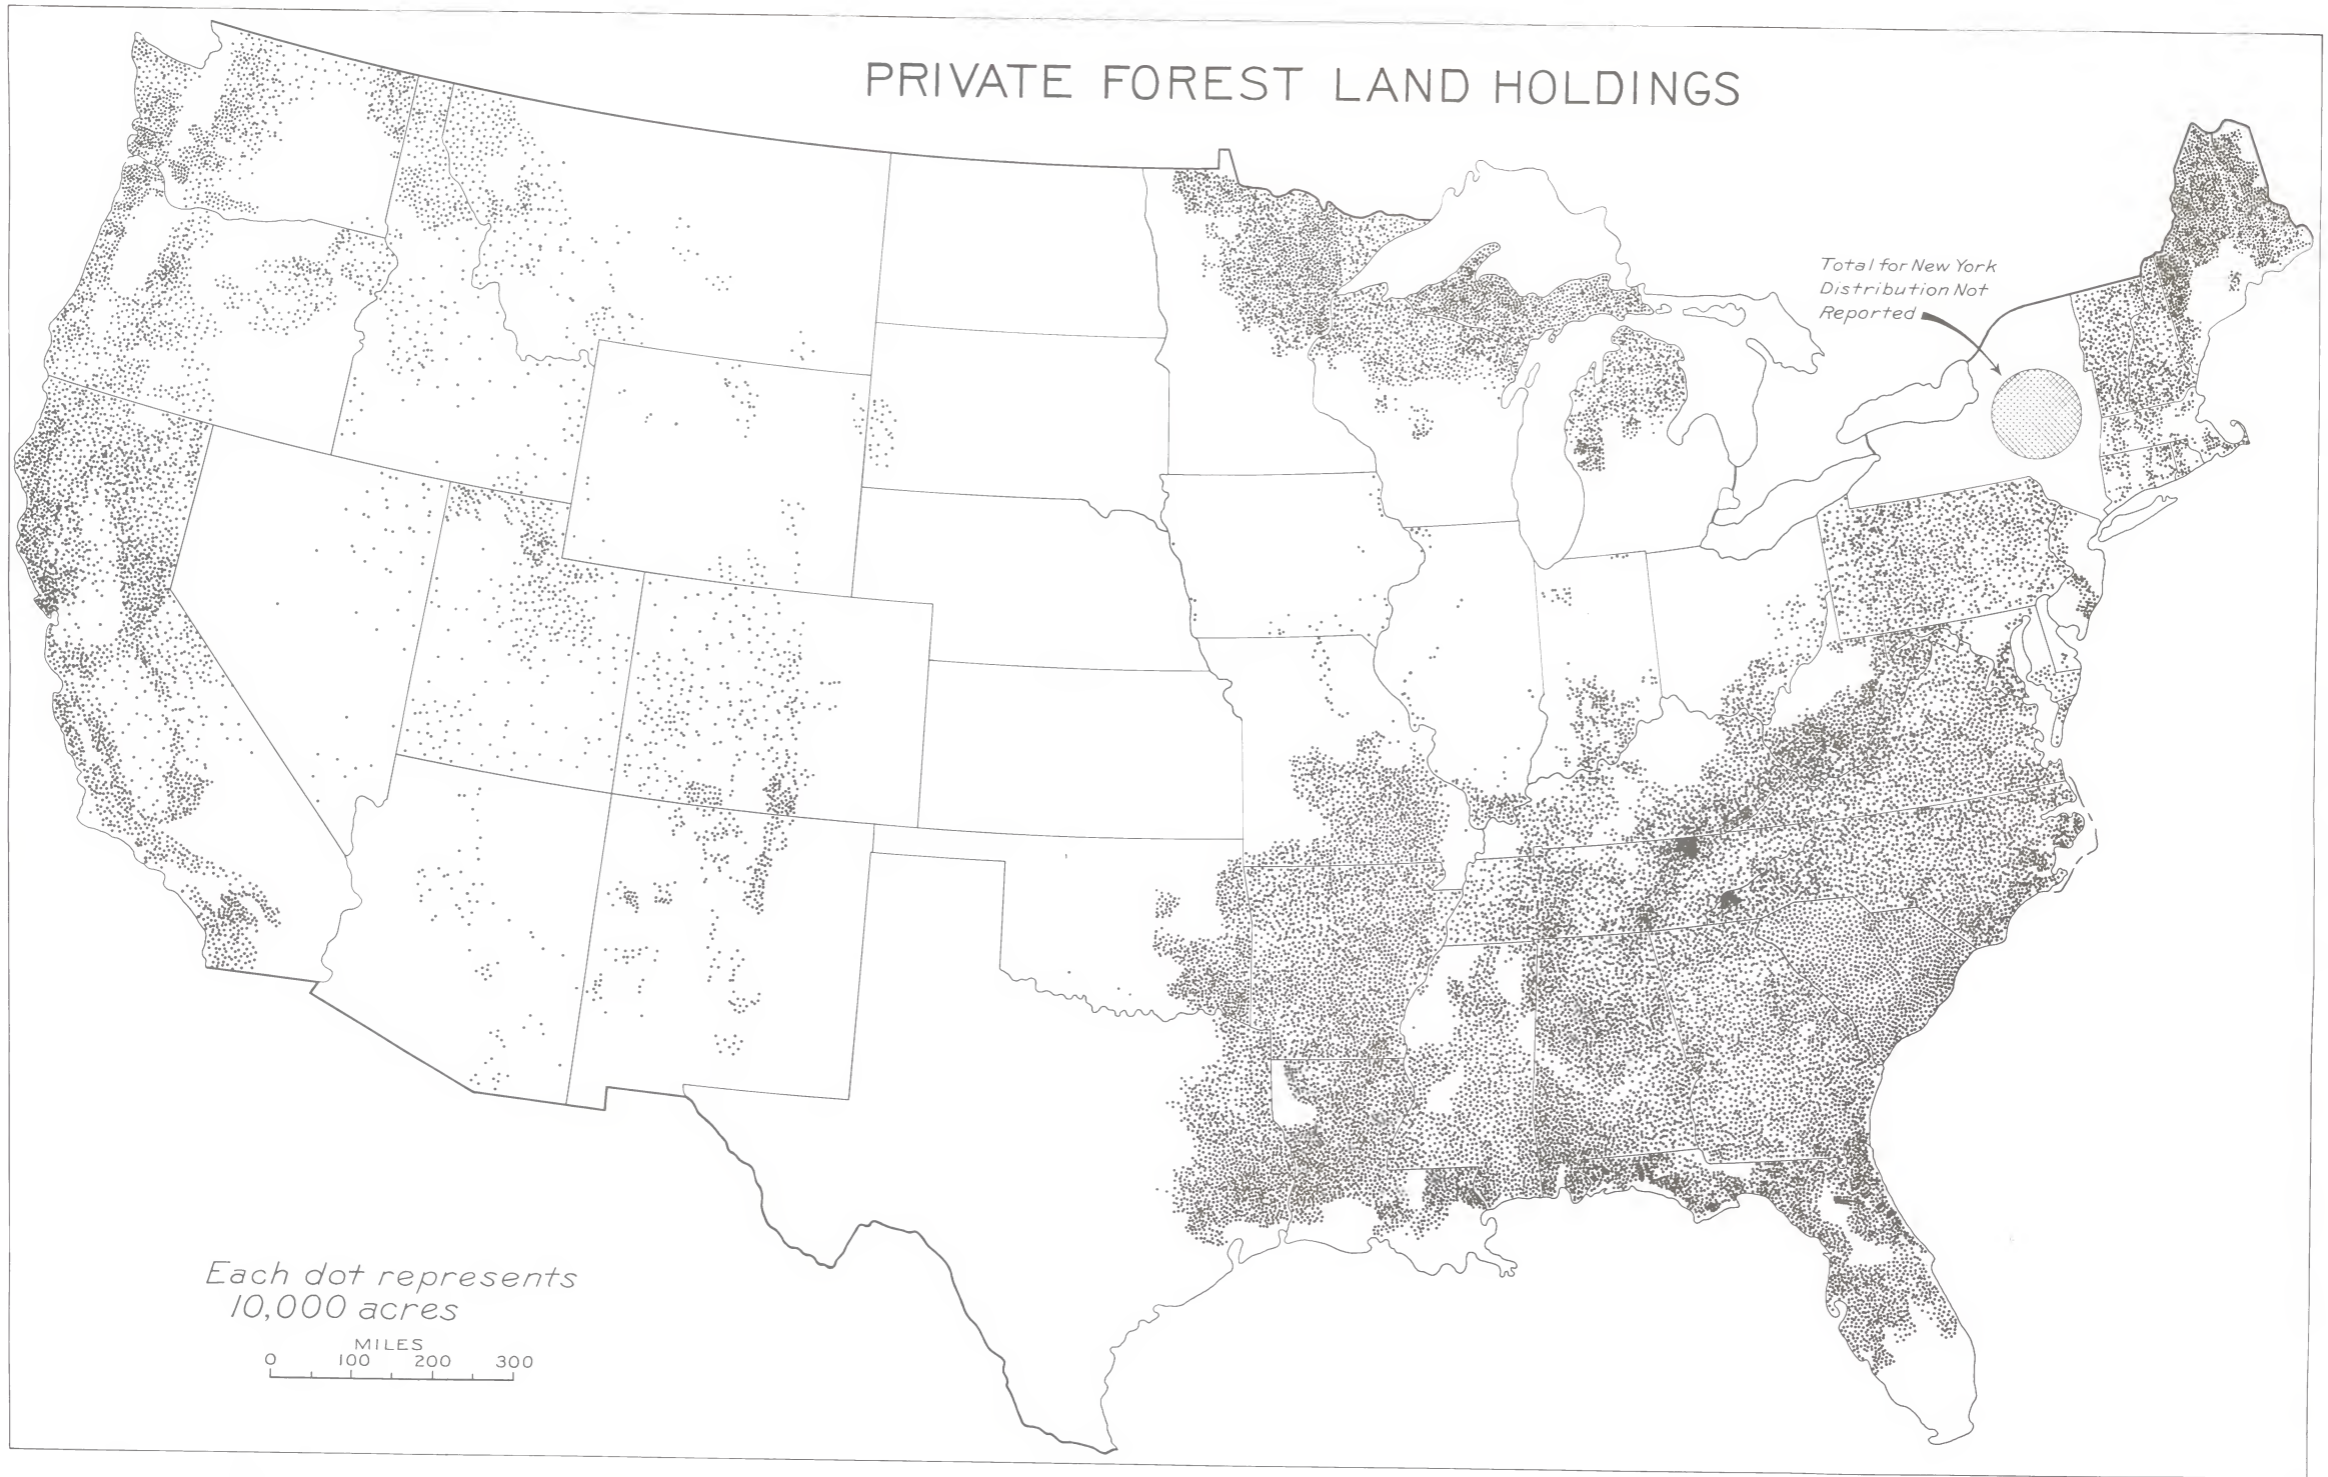 PRIVATE FOREST LAND HOLDINGS
Total for New York
Distribution Not
Reported
Each dot represents
10,000 acres
MILES
0 100 200 300